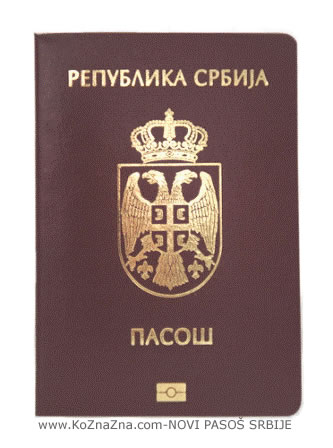 РЕПУБЛИКА СРБИЈА
ПАСОШ
www.KoZnaZna.com-NOVI PASOŠ SRBIJE